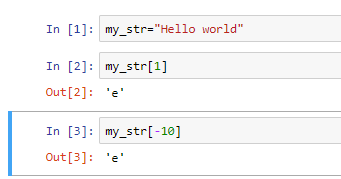 In [1]: my_str="Hello world"
In [2]: my_str[1]
Out[2]: 'e'
In [3]: my_str[-10]
Out[3]: 'e'